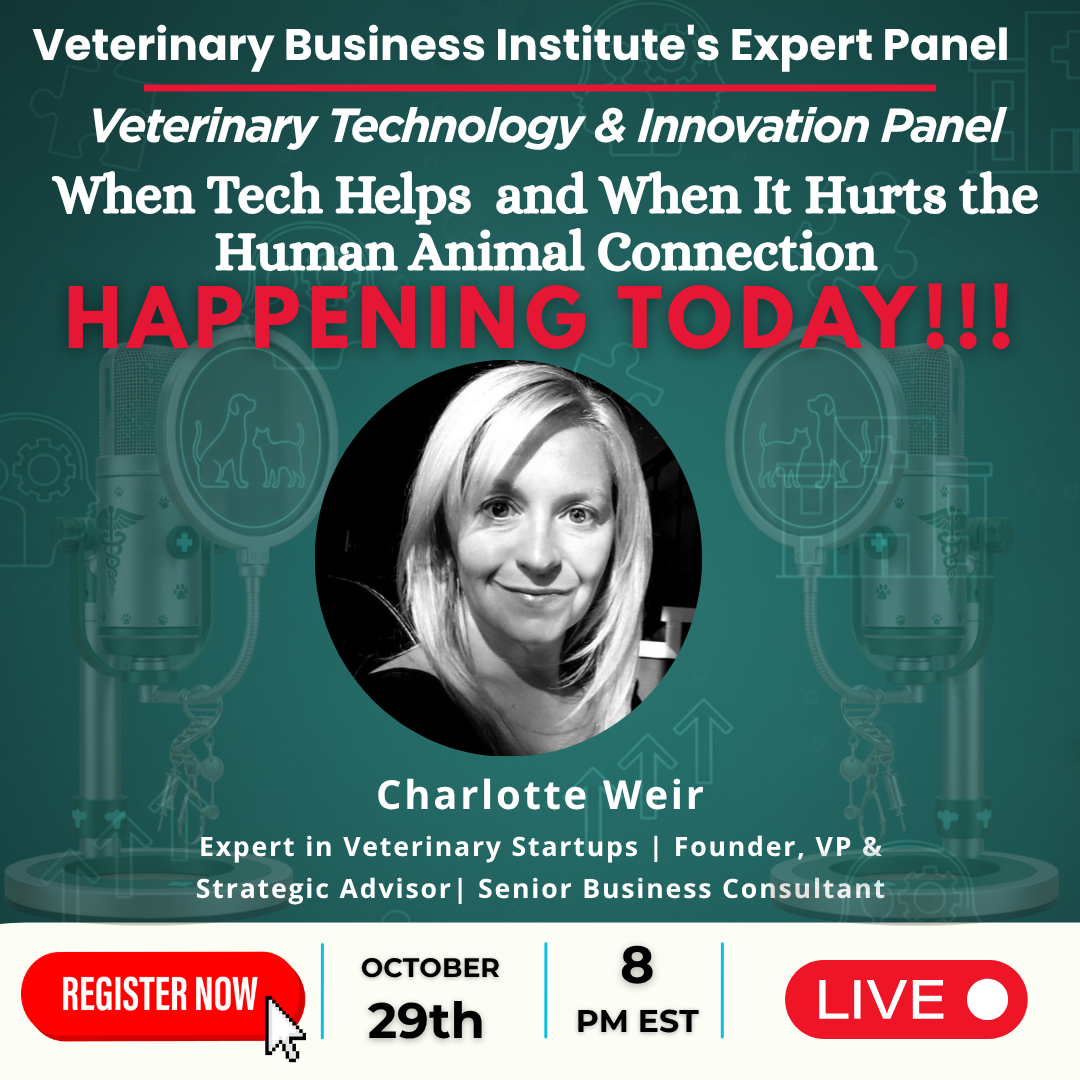 Veterinary Business Institute's Expert Panel
Veterinary Technology & Innovation Panel
When Tech Helps  and When It Hurts the
Human Animal Connection
HAPPENING TODAY!!!
Charlotte Weir
Expert in Veterinary Startups | Founder, VP &
Strategic Advisor| Senior Business Consultant
REGISTER NOW
OCTOBER
29th
8
PM EST
LIVE